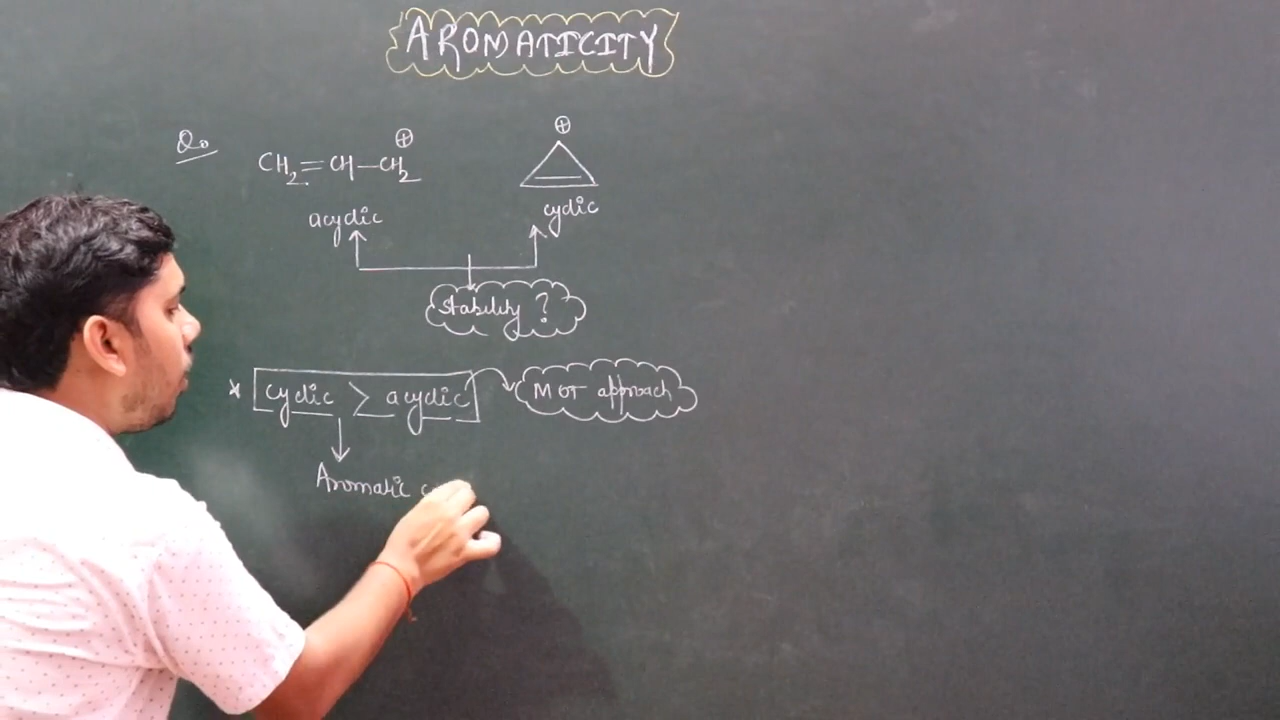 AROMATICITY
Q.
CH₂=CH–CH₂ ⊕
⊕
acyclic
cyclic
stability ?
* cyclic > acyclic
MOT approach
Aromatic